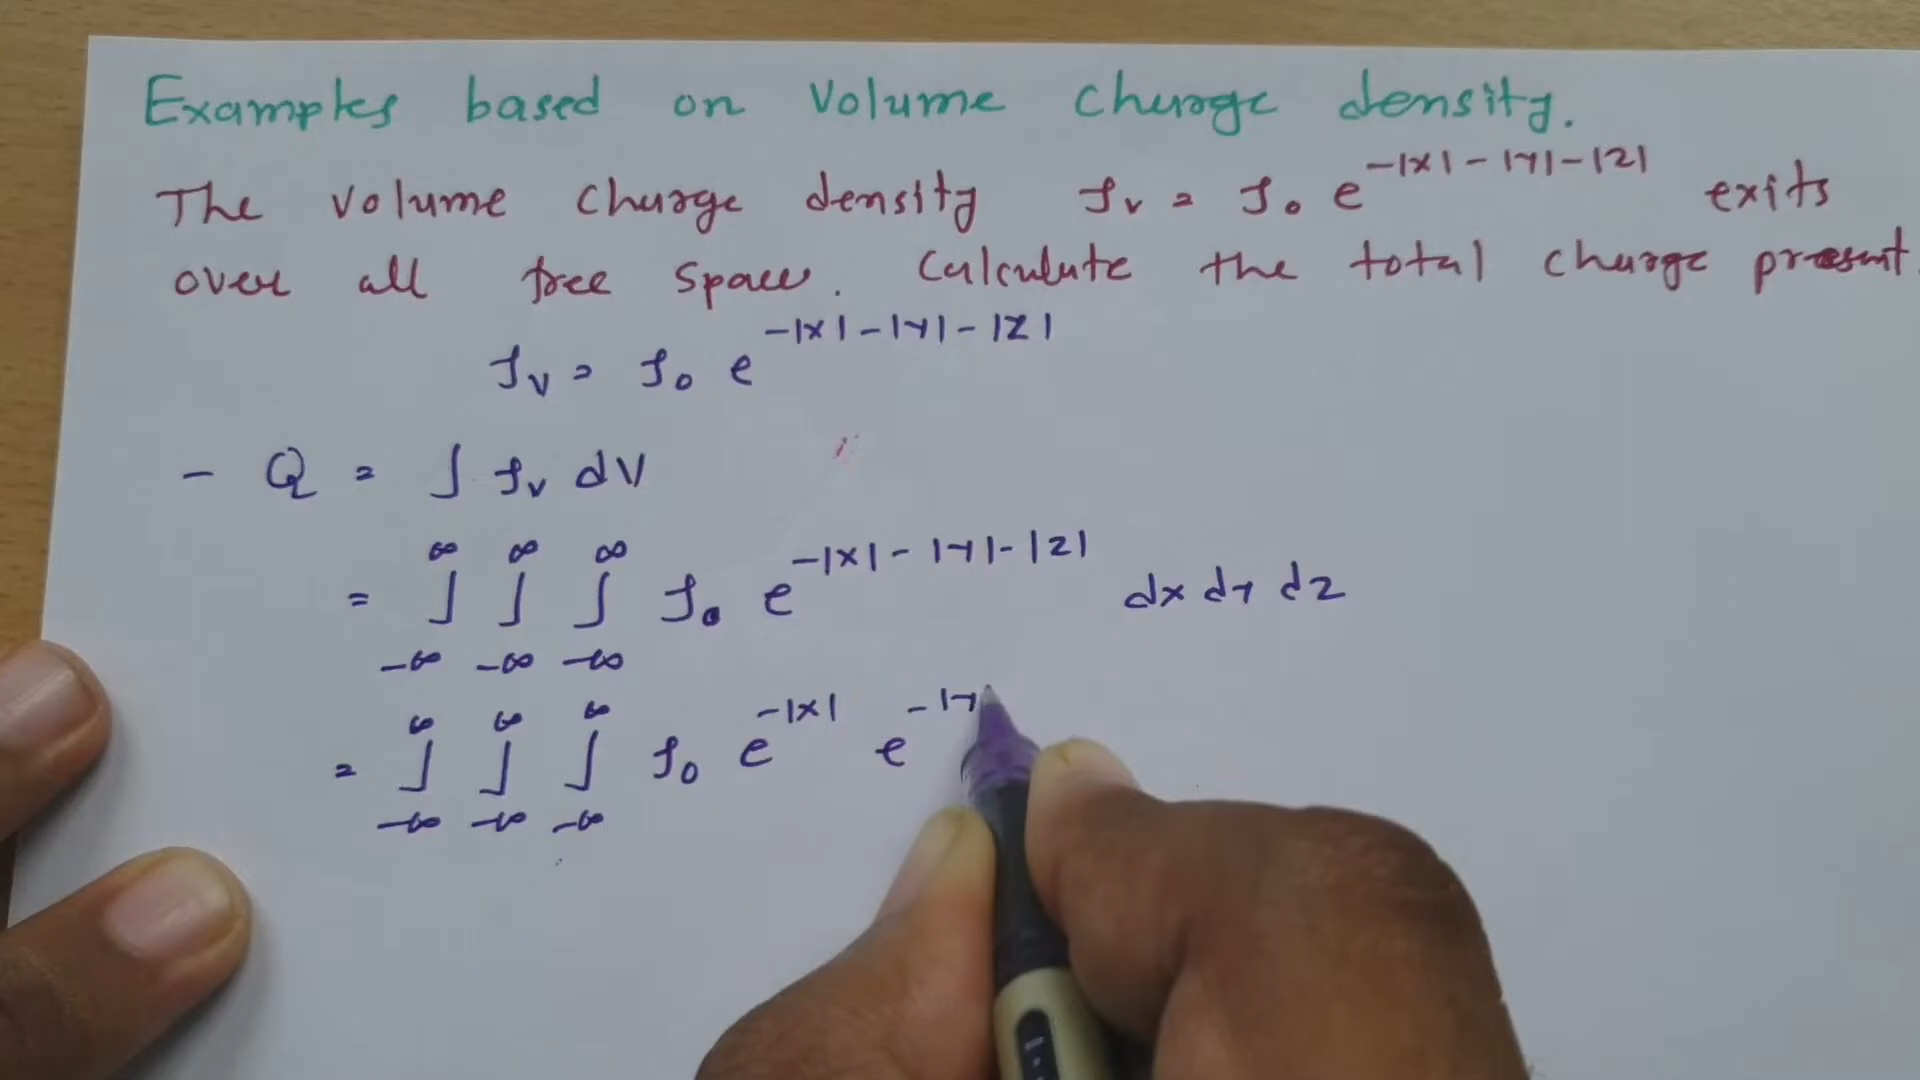 Examples based on Volume Charge density.
The volume Charge density ρv = ρ₀ e^-|x|-|y|-|z| exits
over all free space. Calculate the total charge present.
ρv = ρ₀ e^-|x|-|y|-|z|
- Q = ∫ ρv dV
= ∫_-∞^∞ ∫_-∞^∞ ∫_-∞^∞ ρ₀ e^-|x|-|y|-|z| dx dy dz
= ∫_-∞^∞ ∫_-∞^∞ ∫_-∞^∞ ρ₀ e^-|x| e^-|y